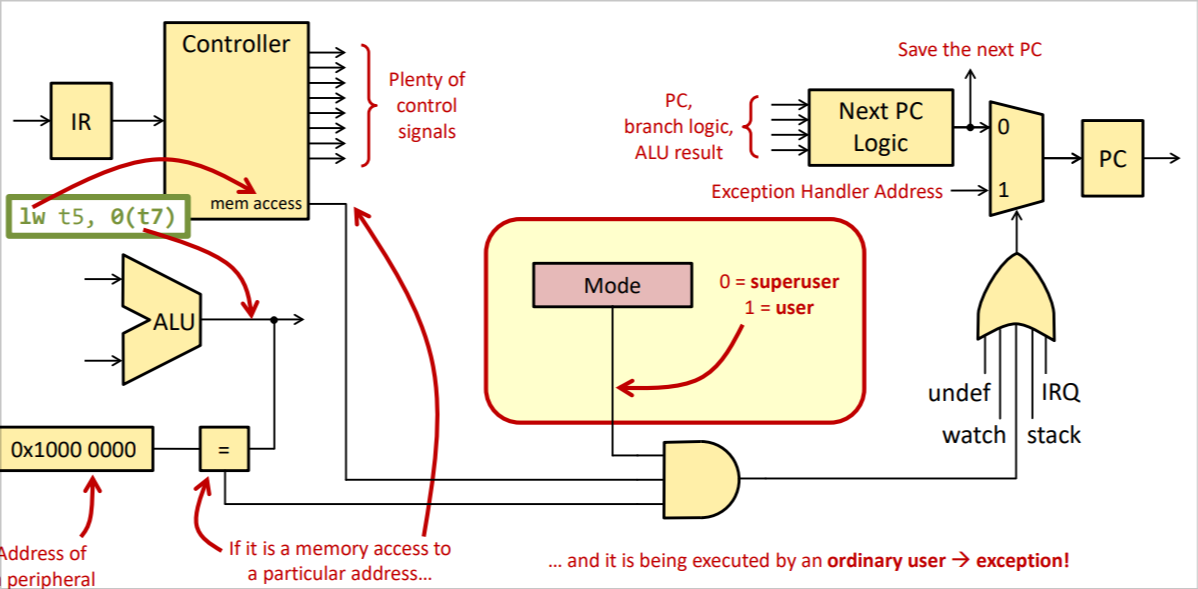 Controller
IR
mem access
Plenty of
control
signals
lw t5, 0(t7)
ALU
0x1000 0000
=
Address of
peripheral
If it is a memory access to
a particular address...
Mode
0 = superuser
1 = user
... and it is being executed by an ordinary user → exception!
Save the next PC
PC,
branch logic,
ALU result
Next PC
Logic
0
1
PC
Exception Handler Address
undef
IRQ
watch
stack